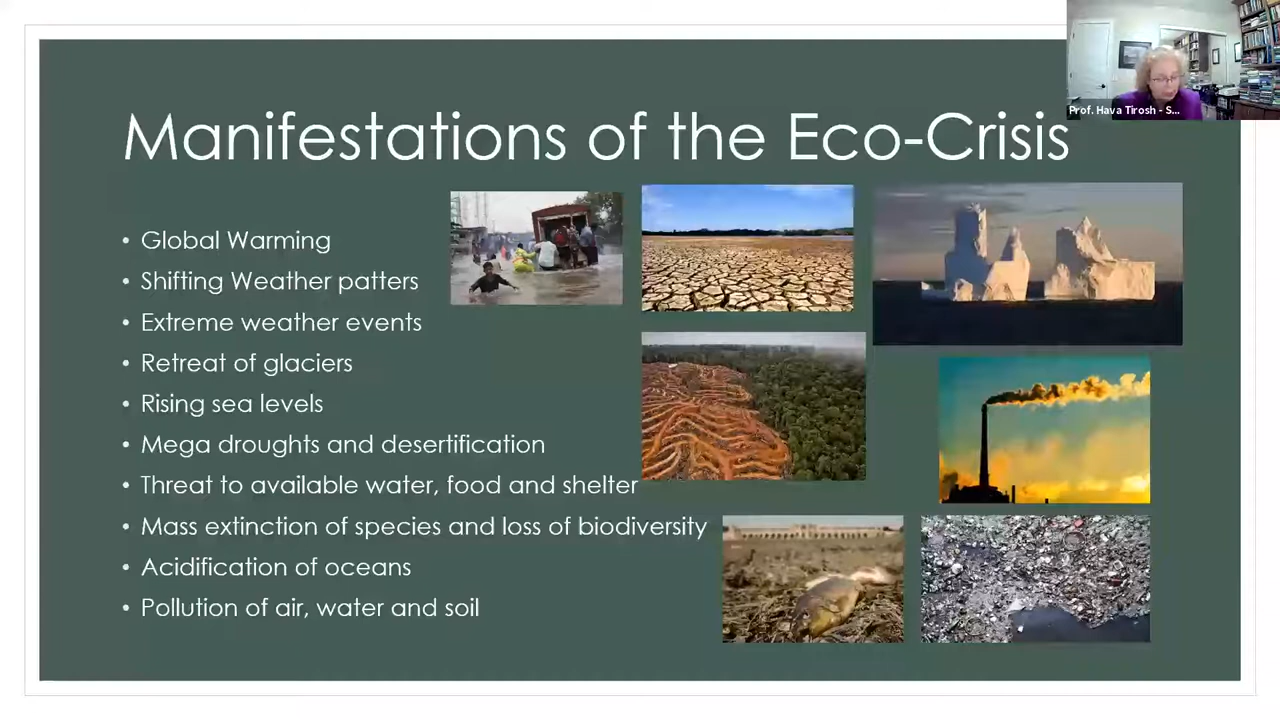 Prof. Hava Tirosh - S...
Manifestations of the Eco-Crisis
• Global Warming
• Shifting Weather patters
• Extreme weather events
• Retreat of glaciers
• Rising sea levels
• Mega droughts and desertification
• Threat to available water, food and shelter
• Mass extinction of species and loss of biodiversity
• Acidification of oceans
• Pollution of air, water and soil